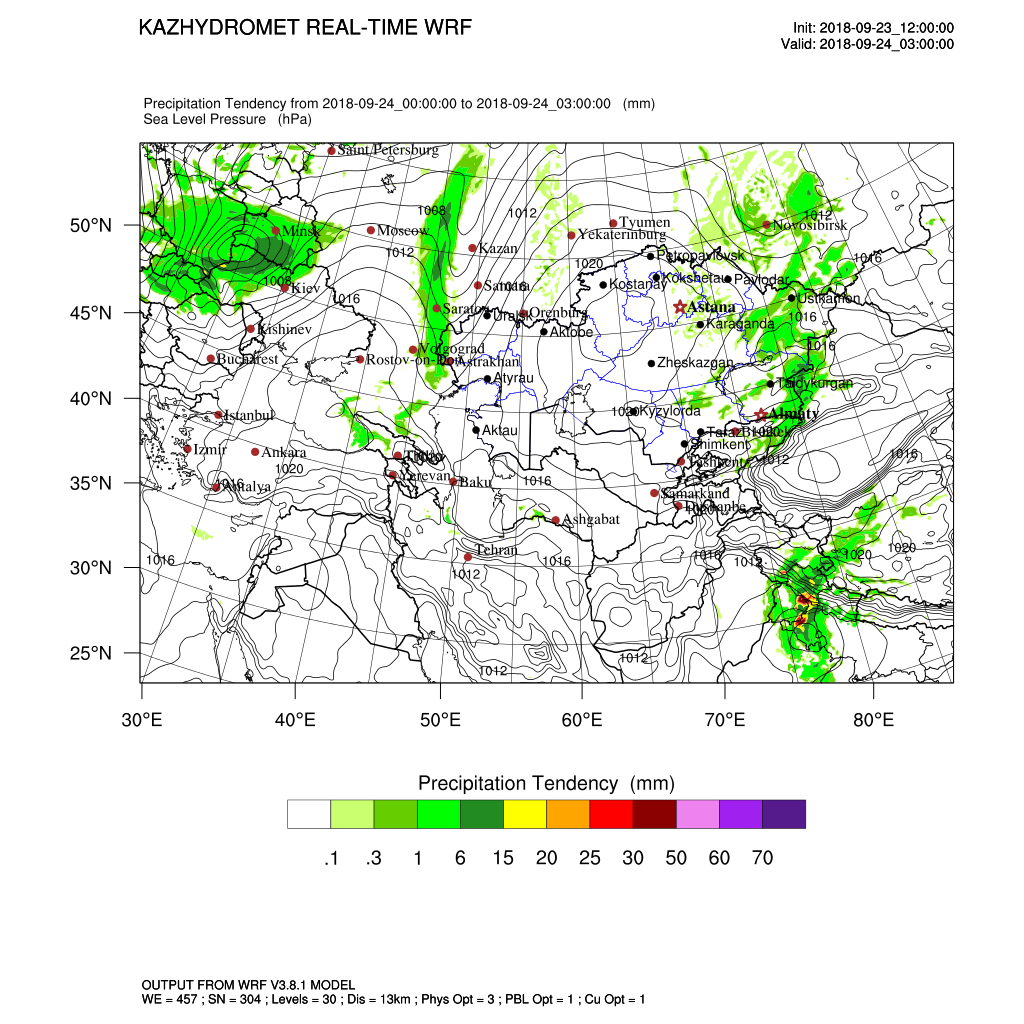 KAZHYDROMET REAL-TIME WRF
Init: 2018-09-23_12:00:00
Valid: 2018-09-24_03:00:00
Precipitation Tendency from 2018-09-24_00:00:00 to 2018-09-24_03:00:00 (mm)
Sea Level Pressure (hPa)
Saint/Petersburg
1008
1012
1012
50°N
Minsk
Moscow
Tyumen
Novosibirsk
Yekaterinburg
1012
Kazan
Petropavlovsk
1016
1020
1008
Kiev
Samara
Kostanay
Kokshetau
Pavlodar
1016
Ustkamen
45°N
Saratov
Uralsk
Orenburg
Astana
1016
Kishinev
Aktobe
Karaganda
Bucharest
Rostov-on-Don
Volgograd
Astrakhan
Zheskazgan
1016
Atyrau
Taldykurgan
40°N
Istanbul
1020
Kyzylorda
Almaty
Aktau
Taraz
Izmir
Ankara
Shimkent
1016
1020
Tashkent
1012
35°N
Antalya
Yerevan
Baku
1016
Samarkand
Ashgabat
1016
Tehran
1016
1016
1012
1020
1020
30°N
1012
25°N
1012
1012
30°E 40°E 50°E 60°E 70°E 80°E
Precipitation Tendency (mm)
.1 .3 1 6 15 20 25 30 50 60 70
OUTPUT FROM WRF V3.8.1 MODEL
WE = 457 ; SN = 304 ; Levels = 30 ; Dis = 13km ; Phys Opt = 3 ; PBL Opt = 1 ; Cu Opt = 1